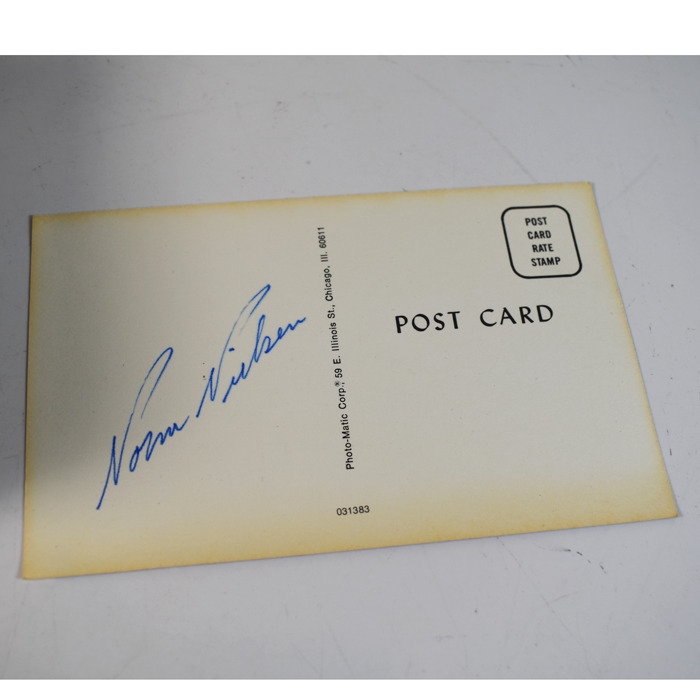 Norm Nielsen
Photo-Matic Corp.® 59 E. Illinois St., Chicago, Ill. 60611
031383
POST
CARD
RATE
STAMP
POST CARD